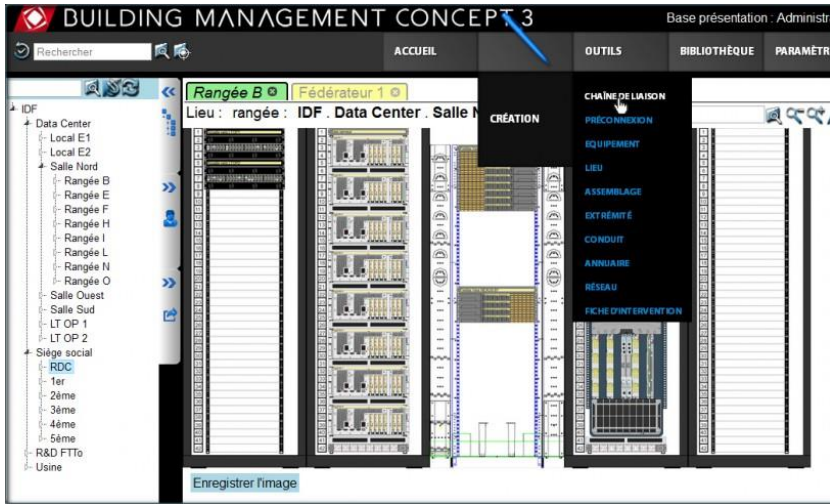 BUILDING MANAGEMENT CONCEPT 3
Base présentation : Administra
Rechercher
ACCUEIL
OUTILS
BIBLIOTHÈQUE
PARAMÈTR
Rangée B
Fédérateur 1
Lieu : rangée : IDF . Data Center . Salle N
CRÉATION
CHAÎNE DE LIAISON
PRÉCONNEXION
EQUIPEMENT
LIEU
ASSEMBLAGE
EXTRÉMITÉ
CONDUIT
ANNUAIRE
RÉSEAU
FICHE D'INTERVENTION
IDF
Data Center
Local E1
Local E2
Salle Nord
Rangée B
Rangée E
Rangée F
Rangée H
Rangée I
Rangée L
Rangée N
Rangée O
Salle Ouest
Salle Sud
LT OP 1
LT OP 2
Siège social
RDC
1er
2ème
3ème
4ème
5ème
R&D FTTo
Usine
Enregistrer l'image